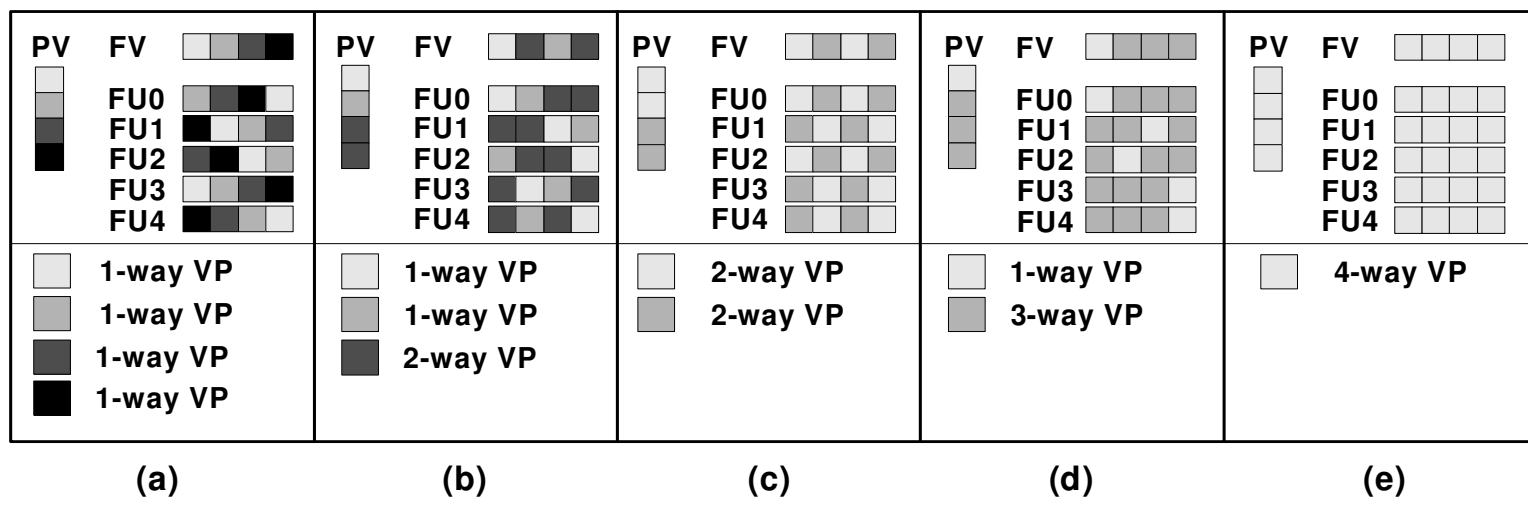 PV FV
FU0
FU1
FU2
FU3
FU4
1-way VP
1-way VP
1-way VP
1-way VP
(a)
PV FV
FU0
FU1
FU2
FU3
FU4
1-way VP
1-way VP
2-way VP
(b)
PV FV
FU0
FU1
FU2
FU3
FU4
2-way VP
2-way VP
(c)
PV FV
FU0
FU1
FU2
FU3
FU4
1-way VP
3-way VP
(d)
PV FV
FU0
FU1
FU2
FU3
FU4
4-way VP
(e)